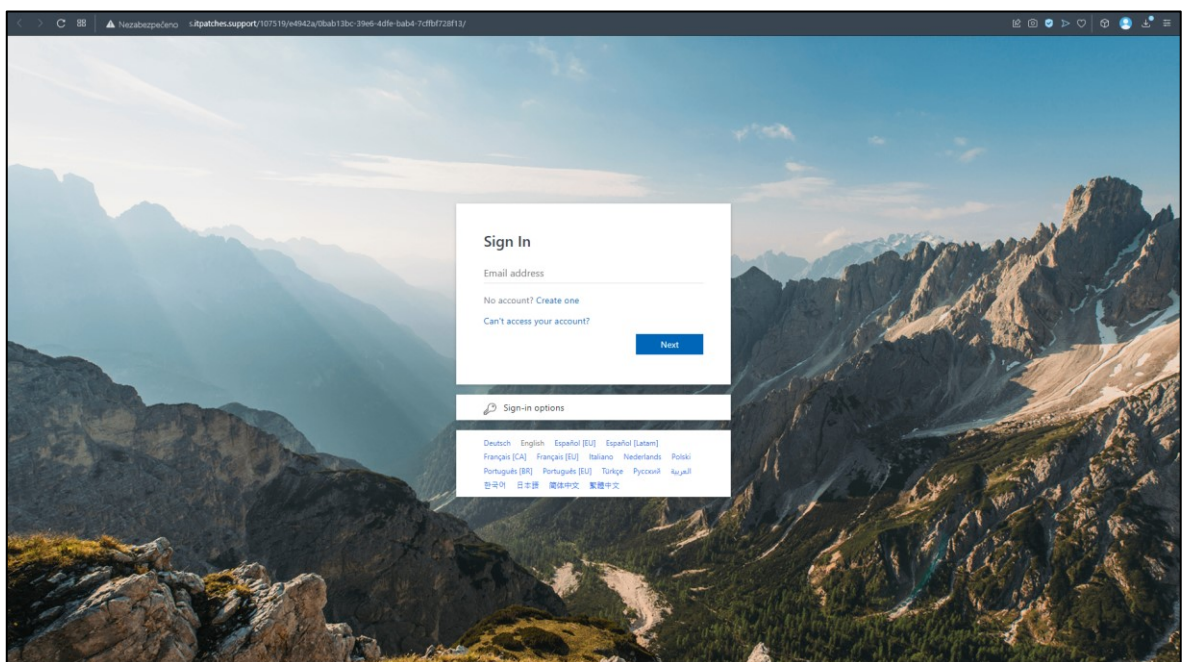 Nezabezpečeno s.itpatches.support/107519/e4942a/0bab13bc-39e6-4dfe-bab4-7cffbf728f13/
Sign In
Email address
No account? Create one
Can't access your account?
Next
Sign-in options
Deutsch English Español [EU] Español [Latam]
Français [CA] Français [EU] Italiano Nederlands Polski
Português [BR] Português [EU] Türkçe Русский العربية
한국어 日本語 简体中文 繁體中文